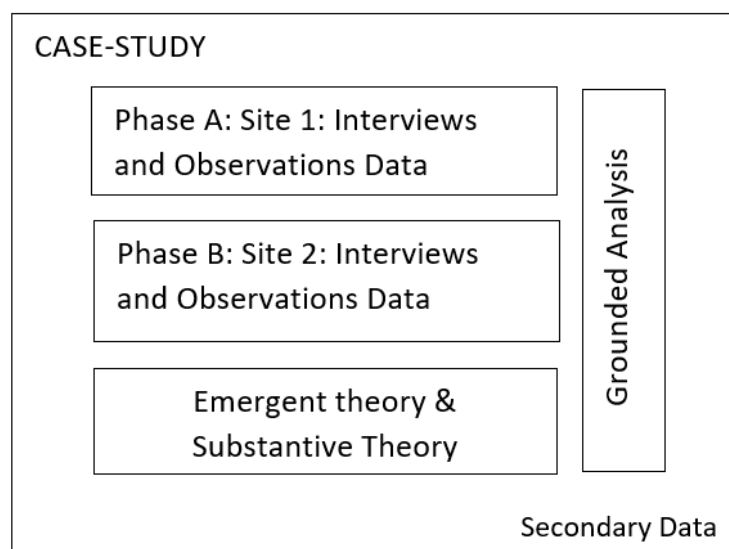 CASE-STUDY
Phase A: Site 1: Interviews
and Observations Data
Phase B: Site 2: Interviews
and Observations Data
Emergent theory &
Substantive Theory
Grounded Analysis
Secondary Data